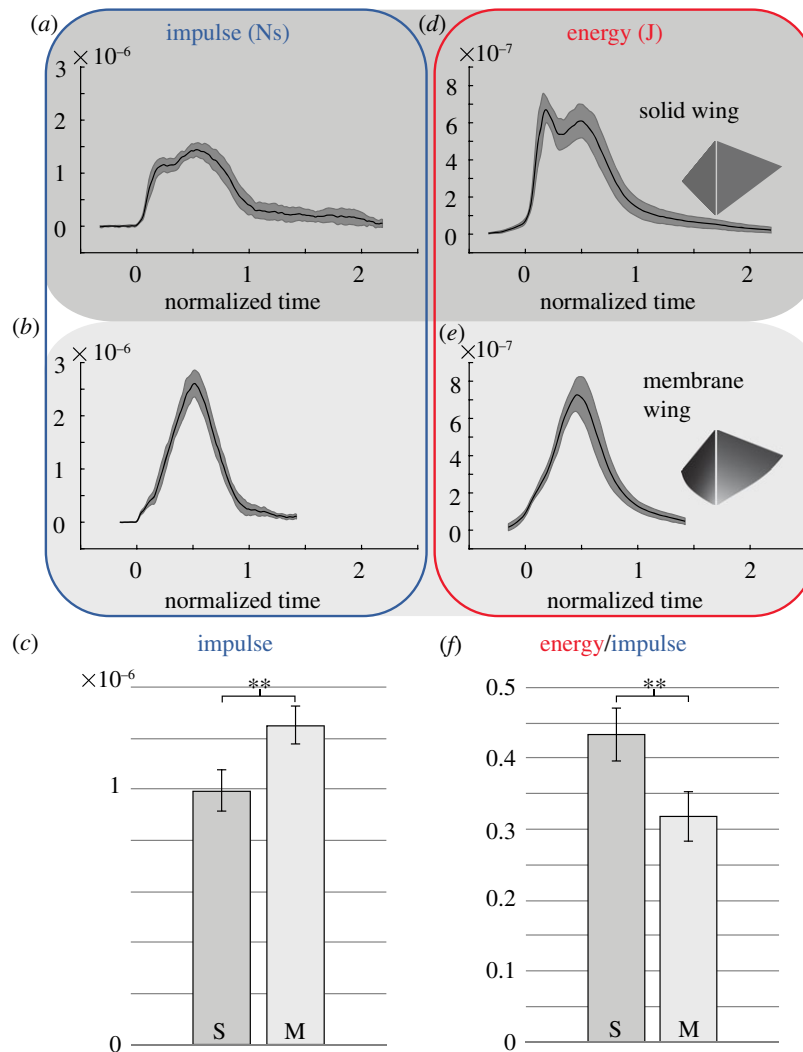 (a)
impulse (Ns)
× 10–6
3
2
1
0
0
1
2
normalized time
(d)
energy (J)
× 10–7
8
6
4
2
0
solid wing
0
1
2
normalized time
(b)
× 10–6
3
2
1
0
0
1
2
normalized time
(e)
× 10–7
8
6
4
2
0
membrane
wing
0
1
2
normalized time
(c)
impulse
×10–6
**
1
0
S
M
(f)
energy/impulse
0.5
0.4
0.3
0.2
0.1
0
**
S
M